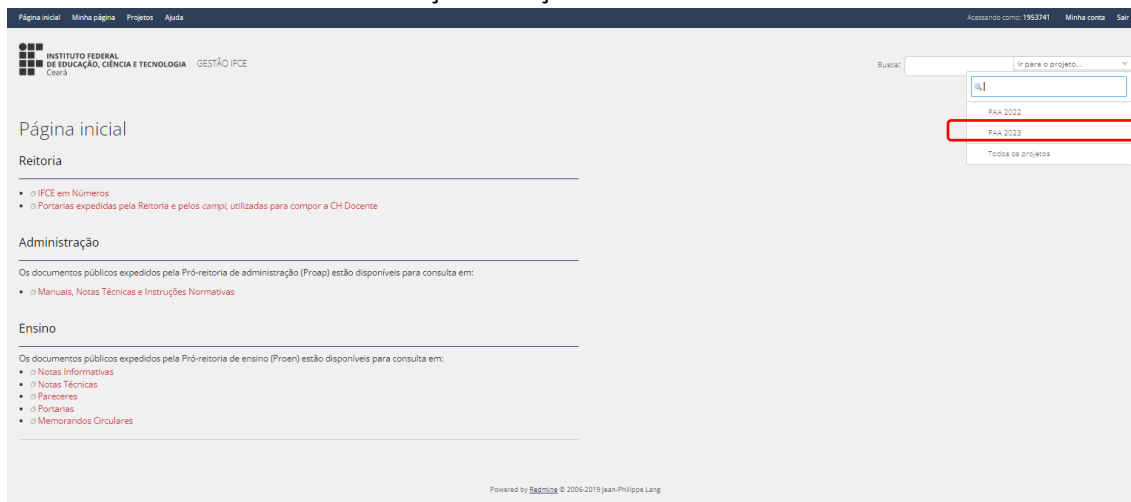 Página inicial Minha página Projetos Ajuda Acessando como: 1953741 Minha conta Sair
INSTITUTO FEDERAL
DE EDUCAÇÃO, CIÊNCIA E TECNOLOGIA
Ceará
GESTÃO IFCE
Busca: Ir para o projeto...
PAA 2022
PAA 2023
Todos os projetos
Página inicial
Reitoria
IFCE em Números
Portarias expedidas pela Reitoria e pelos campi, utilizadas para compor a CH Docente
Administração
Os documentos públicos expedidos pela Pró-reitoria de administração (Proap) estão disponíveis para consulta em:
Manuais, Notas Técnicas e Instruções Normativas
Ensino
Os documentos públicos expedidos pela Pró-reitoria de ensino (Proen) estão disponíveis para consulta em:
Notas Informativas
Notas Técnicas
Pareceres
Portarias
Memorandos Circulares
Powered by Redmine © 2006-2019 Jean-Philippe Lang